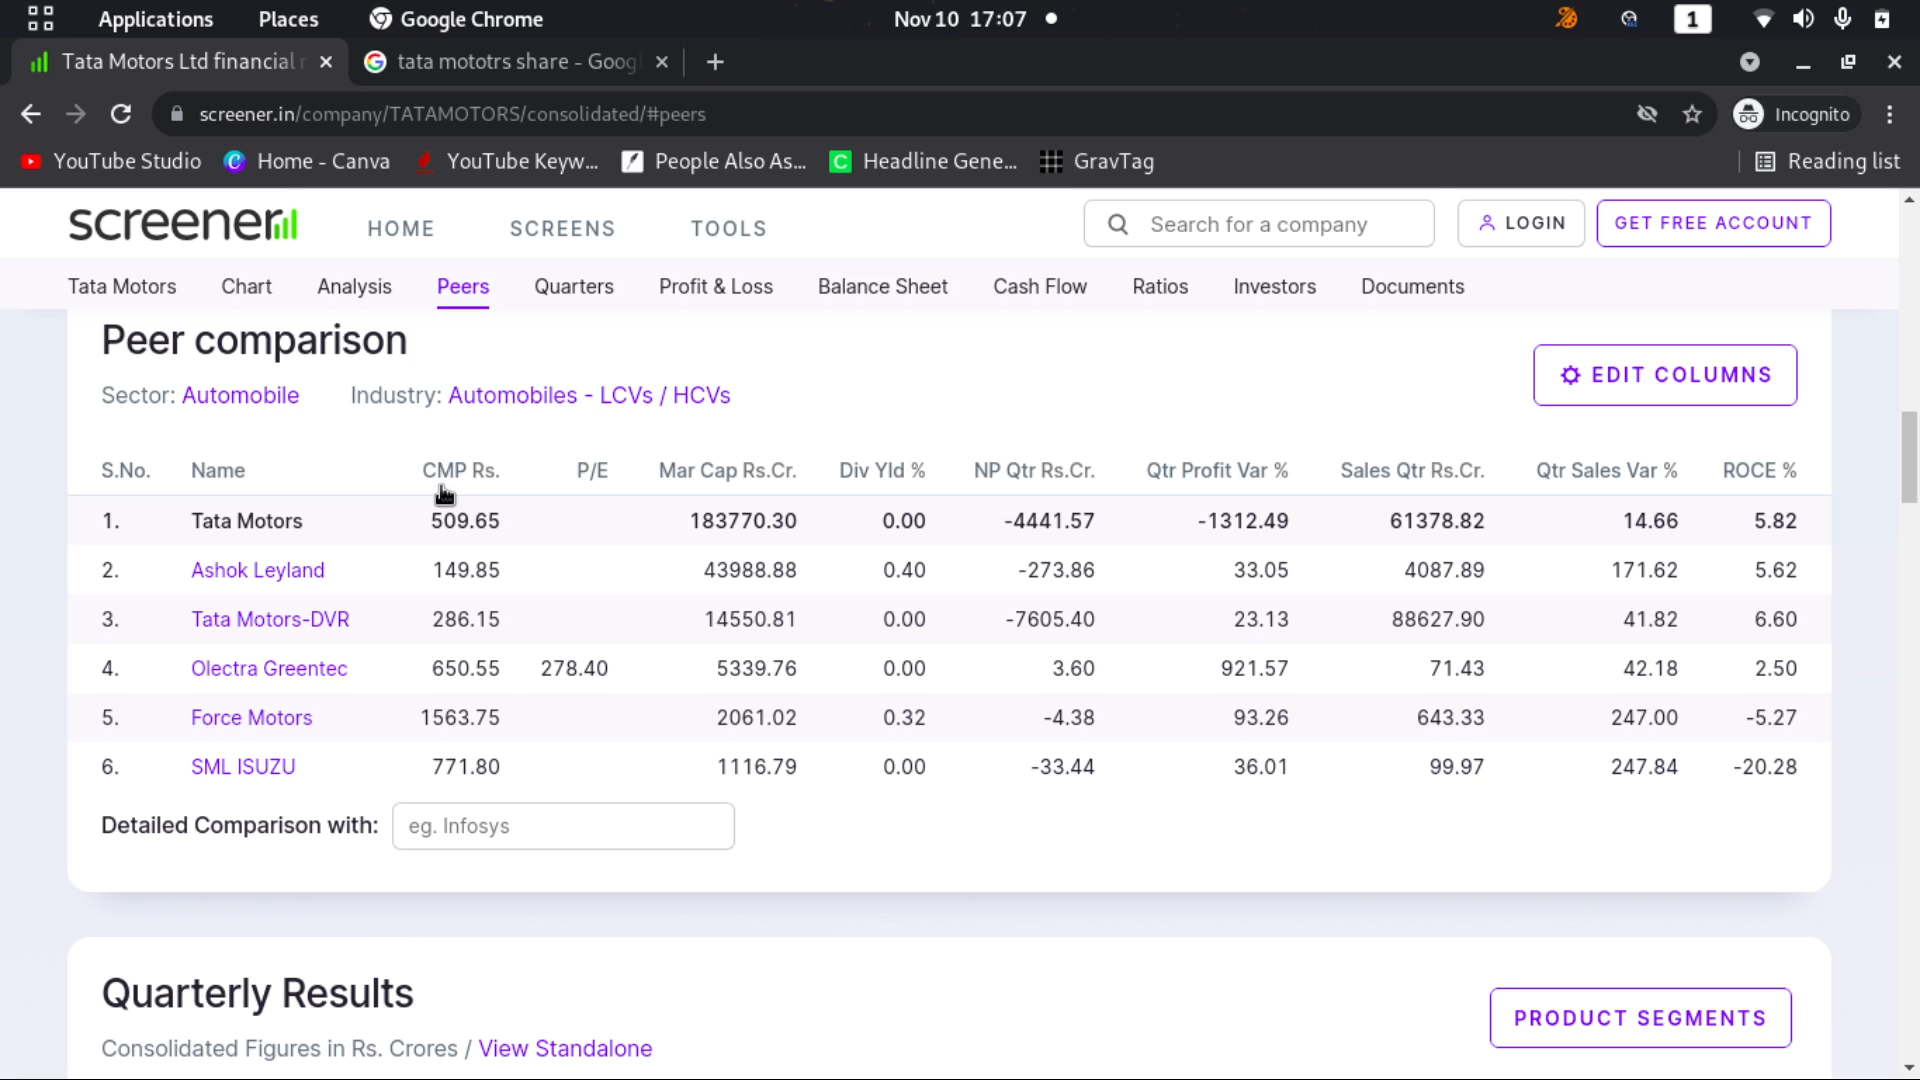 Applications Places Google Chrome Nov 10 17:07 1
Tata Motors Ltd financial tata mototrs share - Goog
screener.in/company/TATAMOTORS/consolidated/#peers Incognito
YouTube Studio Home - Canva YouTube Keyw... People Also As... Headline Gene... GravTag Reading list
screener HOME SCREENS TOOLS Search for a company LOGIN GET FREE ACCOUNT
Tata Motors Chart Analysis Peers Quarters Profit & Loss Balance Sheet Cash Flow Ratios Investors Documents
Peer comparison
EDIT COLUMNS
Sector: Automobile Industry: Automobiles - LCVs / HCVs
S.No. Name CMP Rs. P/E Mar Cap Rs.Cr. Div Yld % NP Qtr Rs.Cr. Qtr Profit Var % Sales Qtr Rs.Cr. Qtr Sales Var % ROCE %
1. Tata Motors 509.65 183770.30 0.00 -4441.57 -1312.49 61378.82 14.66 5.82
2. Ashok Leyland 149.85 43988.88 0.40 -273.86 33.05 4087.89 171.62 5.62
3. Tata Motors-DVR 286.15 14550.81 0.00 -7605.40 23.13 88627.90 41.82 6.60
4. Olectra Greentec 650.55 278.40 5339.76 0.00 3.60 921.57 71.43 42.18 2.50
5. Force Motors 1563.75 2061.02 0.32 -4.38 93.26 643.33 247.00 -5.27
6. SML ISUZU 771.80 1116.79 0.00 -33.44 36.01 99.97 247.84 -20.28
Detailed Comparison with: eg. Infosys
Quarterly Results
PRODUCT SEGMENTS
Consolidated Figures in Rs. Crores / View Standalone